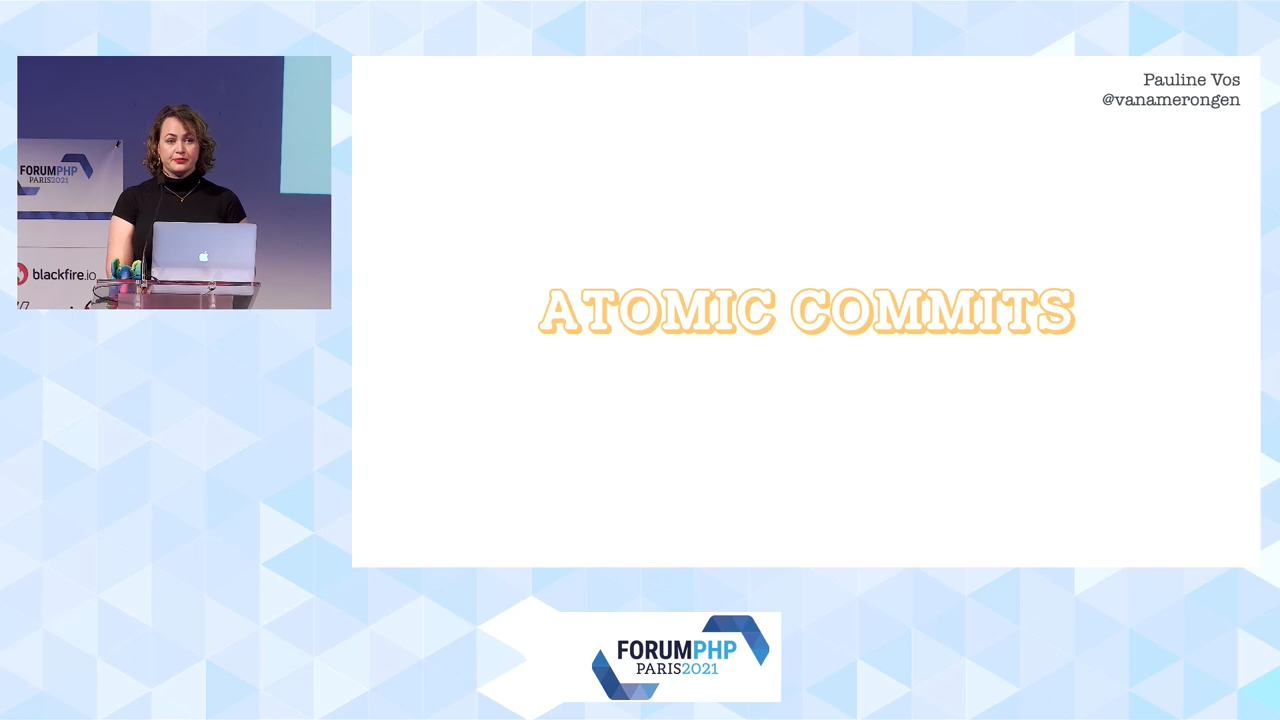 Pauline Vos
@vanamerongen
FORUMPHP
PARIS2021
blackfire.io
ATOMIC COMMITS
FORUMPHP
PARIS2021